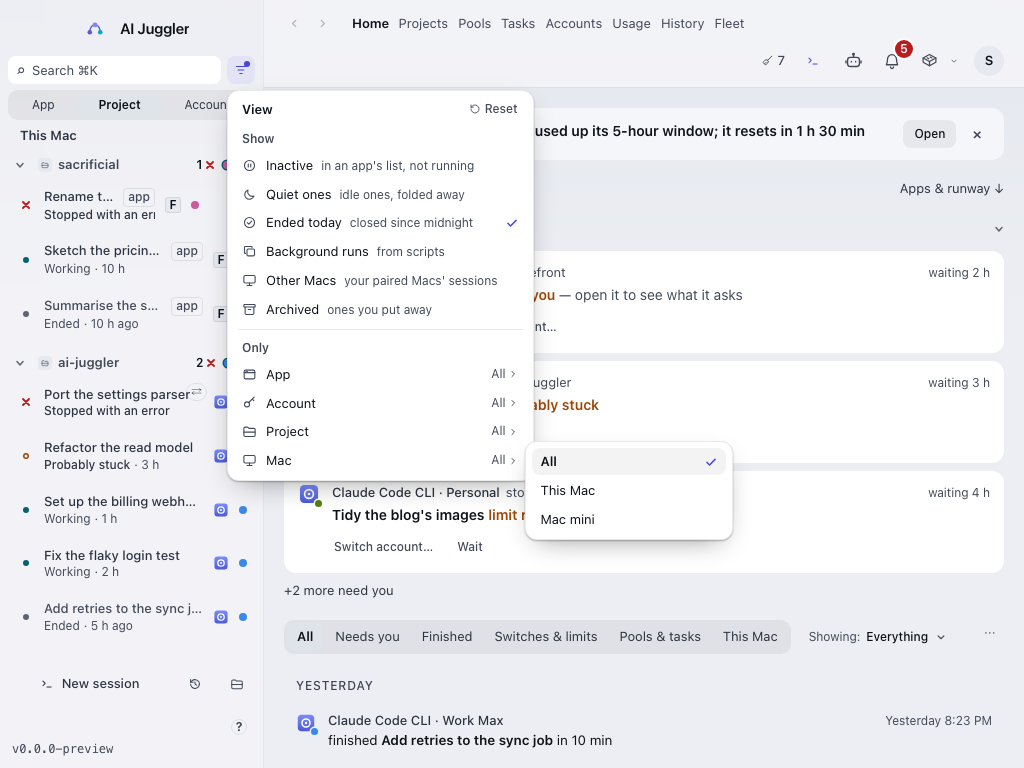 AI Juggler
Search ⌘K
App Project Accoun
This Mac
sacrificial 1
Rename t... app
Stopped with an err F
Sketch the pricin... app
Working · 10 h F
Summarise the s... app
Ended · 10 h ago F
ai-juggler 2
Port the settings parser
Stopped with an error
Refactor the read model
Probably stuck · 3 h
Set up the billing webh...
Working · 1 h
Fix the flaky login test
Working · 2 h
Add retries to the sync j...
Ended · 5 h ago
New session
?
v0.0.0-preview
Home Projects Pools Tasks Accounts Usage History Fleet
7 5 S
used up its 5-hour window; it resets in 1 h 30 min Open
Apps & runway ↓
View Reset
Show
Inactive in an app's list, not running
Quiet ones idle ones, folded away
Ended today closed since midnight
Background runs from scripts
Other Macs your paired Macs' sessions
Archived ones you put away
Only
App All
Account All
Project All
Mac All
All
This Mac
Mac mini
efront waiting 2 h
you — open it to see what it asks
nt...
uggler waiting 3 h
ably stuck
Claude Code CLI · Personal sto waiting 4 h
Tidy the blog's images limit r
Switch account... Wait
+2 more need you
All Needs you Finished Switches & limits Pools & tasks This Mac Showing: Everything ...
YESTERDAY
Claude Code CLI · Work Max Yesterday 8:23 PM
finished Add retries to the sync job in 10 min